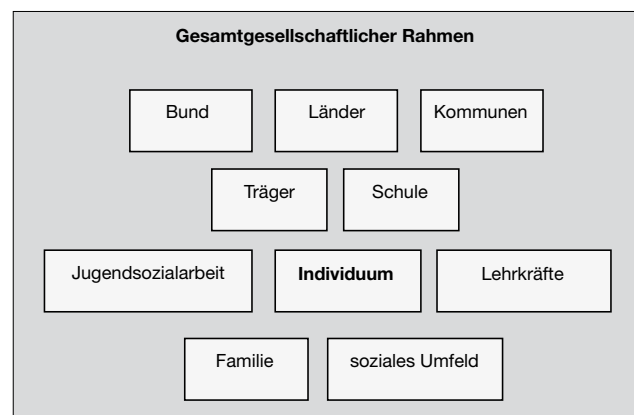 Gesamtgesellschaftlicher Rahmen
Bund Länder Kommunen
Träger Schule
Jugendsozialarbeit Individuum Lehrkräfte
Familie soziales Umfeld